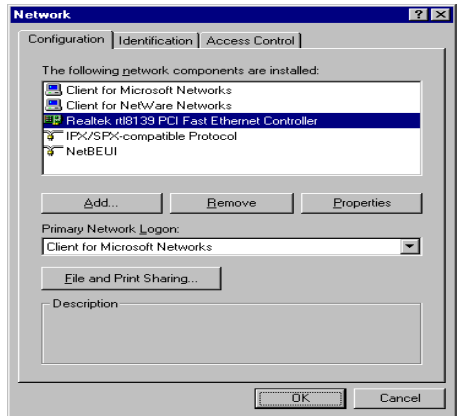 Network
Configuration Identification Access Control
The following network components are installed:
Client for Microsoft Networks
Client for NetWare Networks
Realtek rtl8139 PCI Fast Ethernet Controller
IPX/SPX-compatible Protocol
NetBEUI
Add... Remove Properties
Primary Network Logon:
Client for Microsoft Networks
File and Print Sharing...
Description
OK Cancel